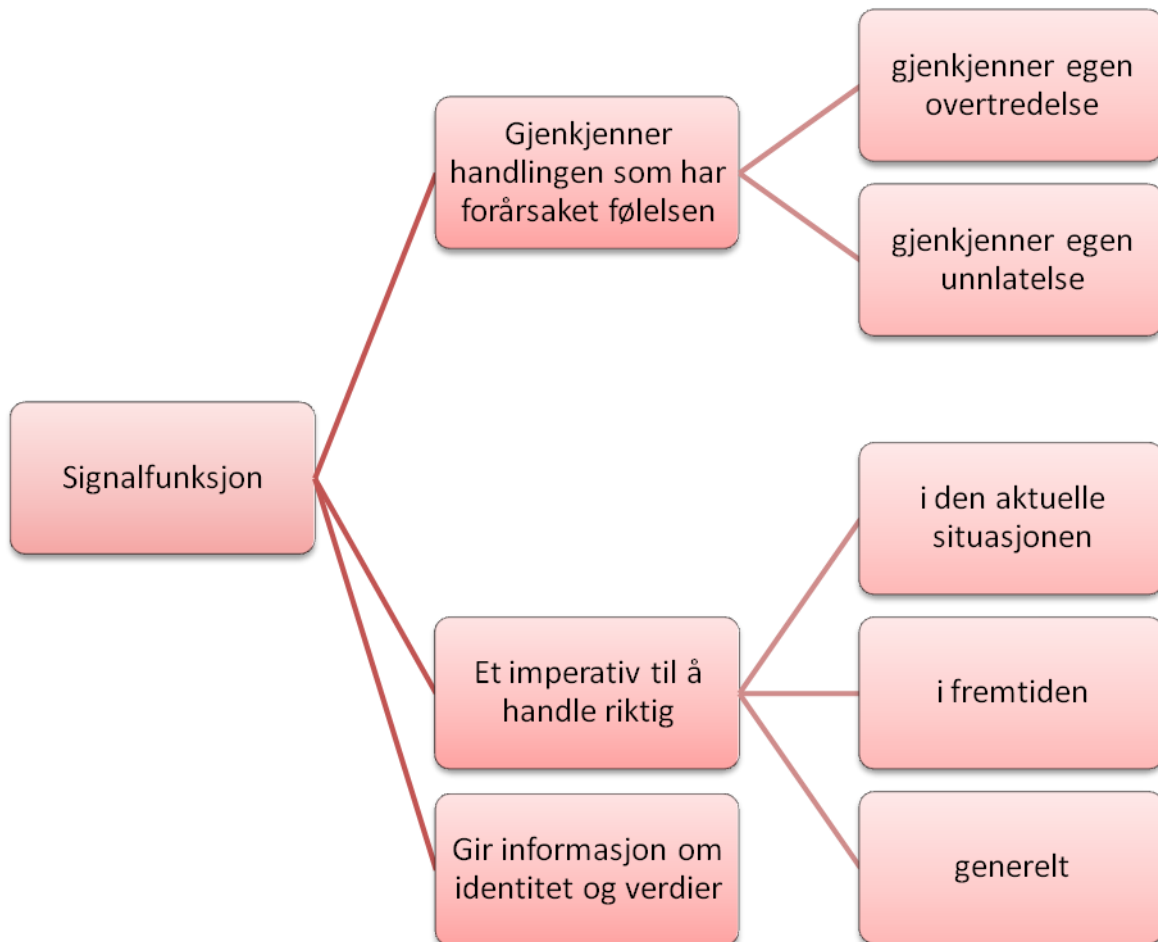 Signalfunksjon
Gjenkjenner
handlingen som har
forårsaket følelsen
gjenkjenner egen
overtredelse
gjenkjenner egen
unnlatelse
Et imperativ til å
handle riktig
i den aktuelle
situasjonen
i fremtiden
generelt
Gir informasjon om
identitet og verdier